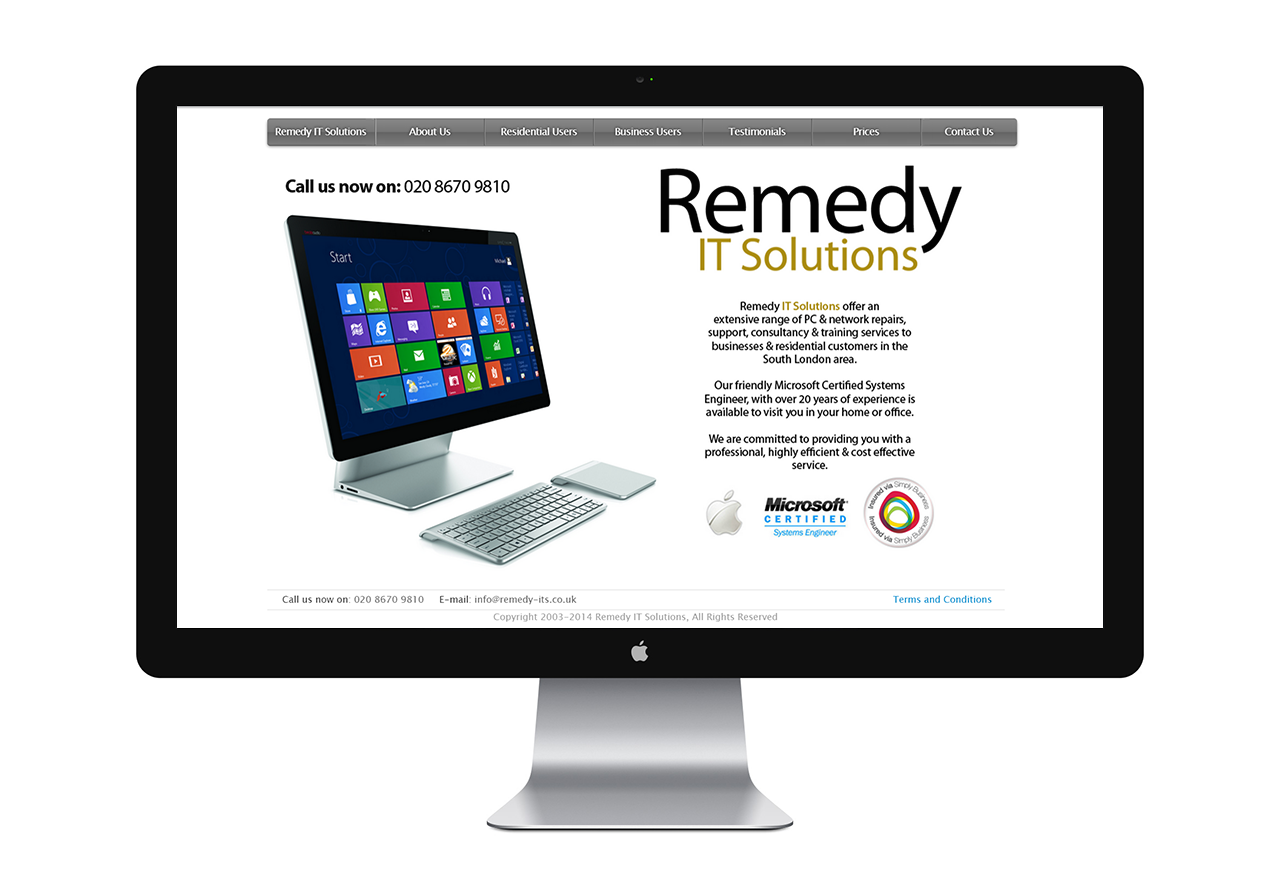 Remedy IT Solutions
About Us
Residential Users
Business Users
Testimonials
Prices
Contact Us
Call us now on: 020 8670 9810
Remedy
IT Solutions
Start
Remedy IT Solutions offer an
extensive range of PC & network repairs,
support, consultancy & training services to
businesses & residential customers in the
South London area.
Our friendly Microsoft Certified Systems
Engineer, with over 20 years of experience is
available to visit you in your home or office.
We are committed to providing you with a
professional, highly efficient & cost effective
service.
Microsoft
CERTIFIED
Systems Engineer
Insured via Simply Business
Insured via Simply Business
Call us now on: 020 8670 9810 E-mail: info@remedy-its.co.uk
Terms and Conditions
Copyright 2003-2014 Remedy IT Solutions, All Rights Reserved